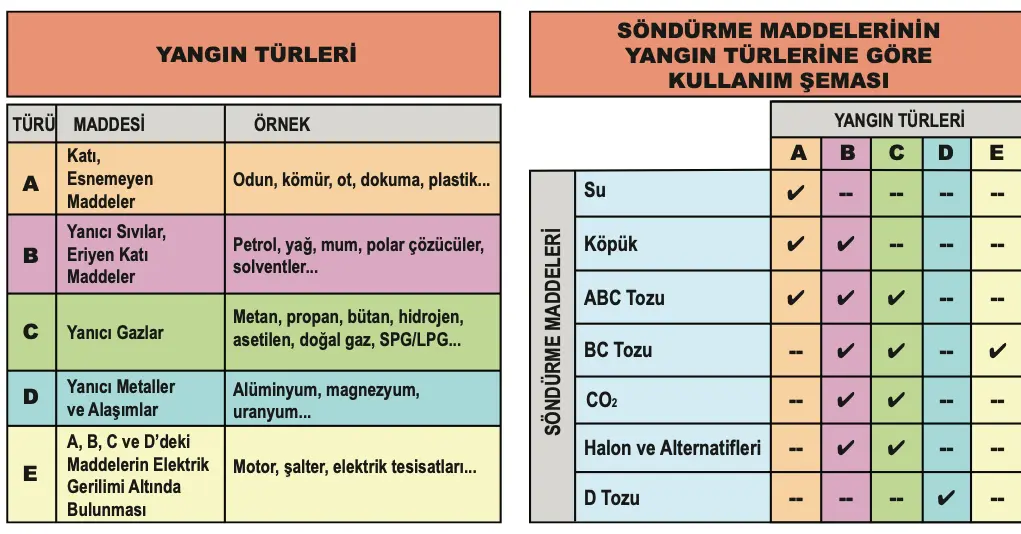 YANGIN TÜRLERİ
TÜRÜ MADDESİ ÖRNEK
A
Katı,
Esnemeyen
Maddeler
Odun, kömür, ot, dokuma, plastik...
B
Yanıcı Sıvılar,
Eriyen Katı
Maddeler
Petrol, yağ, mum, polar çözücüler,
solventler...
C
Yanıcı Gazlar
Metan, propan, bütan, hidrojen,
asetilen, doğal gaz, SPG/LPG...
D
Yanıcı Metaller
ve Alaşımlar
Alüminyum, magnezyum,
uranyum...
E
A, B, C ve D’deki
Maddelerin Elektrik
Gerilimi Altında
Bulunması
Motor, şalter, elektrik tesisatları...
SÖNDÜRME MADDELERİNİN
YANGIN TÜRLERİNE GÖRE
KULLANIM ŞEMASI
YANGIN TÜRLERİ
A B C D E
SÖNDÜRME MADDELERİ
Su ✔ -- -- -- --
Köpük ✔ ✔ -- -- --
ABC Tozu ✔ ✔ ✔ -- --
BC Tozu -- ✔ ✔ -- ✔
CO₂ -- ✔ ✔ -- --
Halon ve Alternatifleri -- ✔ ✔ -- --
D Tozu -- -- -- ✔ --